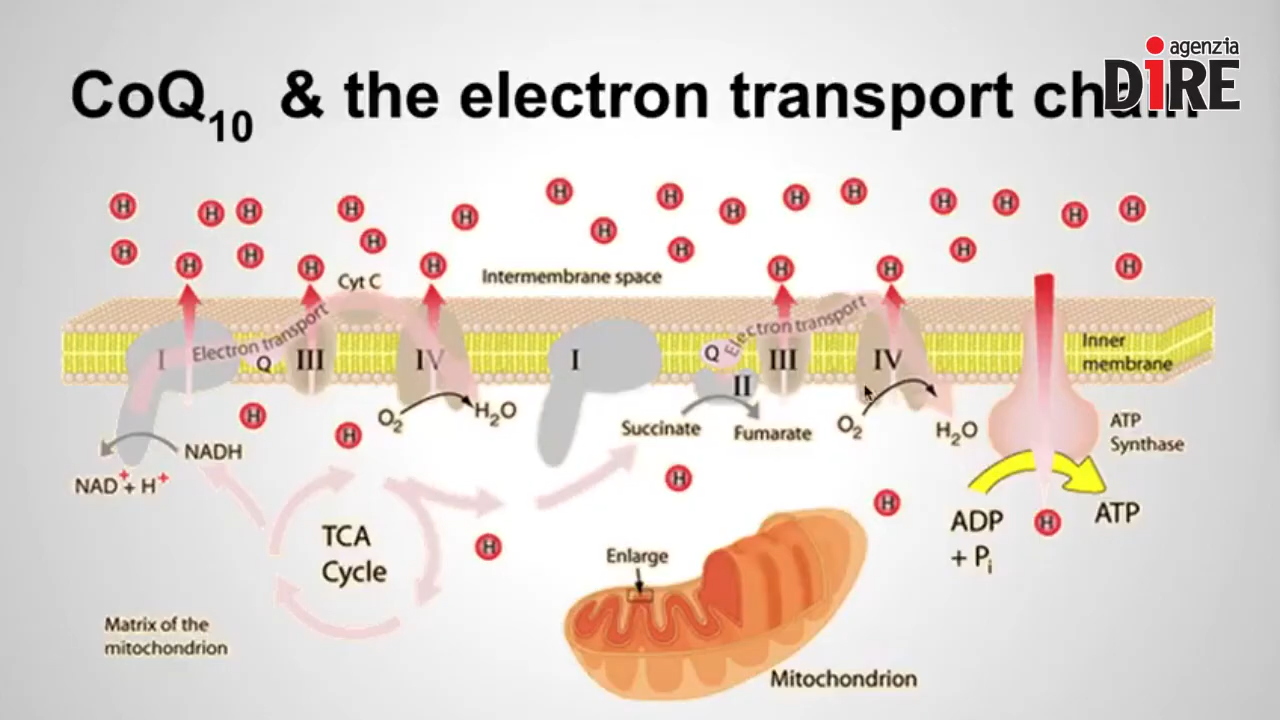 agenzia
DiRE
CoQ10 & the electron transport chain
H H H H H H H H H H H H H H H
H H H H H H H H H H H H H
Cyt C
Intermembrane space
I
Electron transport
Q
III
IV
I
Q
Electron transport
II
III
IV
Inner
membrane
O2
H2O
Succinate
Fumarate
O2
H2O
ATP
Synthase
NADH
NAD+ + H+
H
H
H
H
H
H
TCA
Cycle
ADP
+ Pi
ATP
Enlarge
Matrix of the
mitochondrion
Mitochondrion